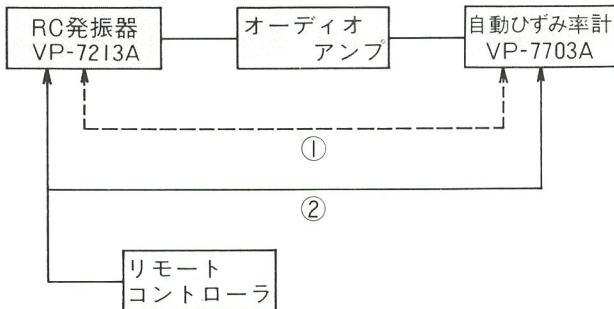 RC発振器
VP-7213A
オーディオ
アンプ
自動ひずみ率計
VP-7703A
①
②
リモート
コントローラ